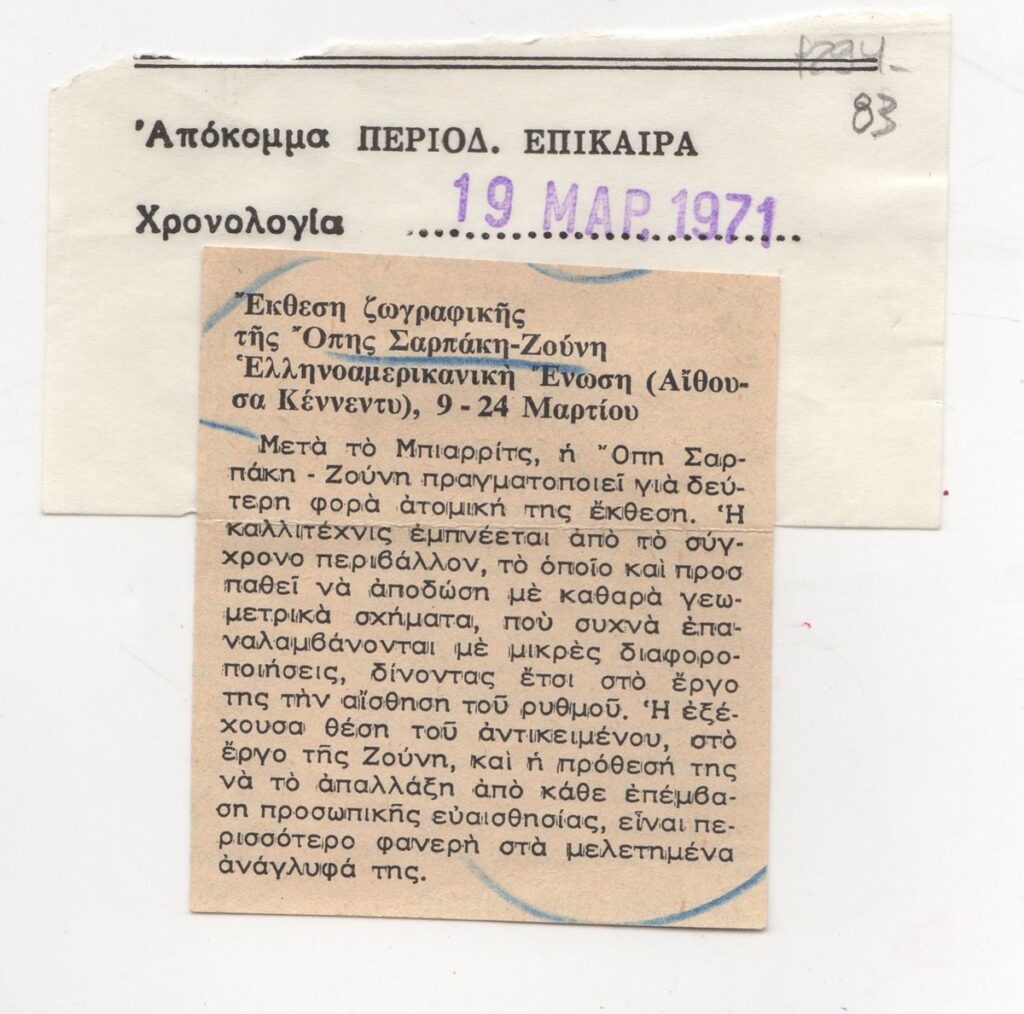 83
Ἀπόκομμα ΠΕΡΙΟΔ. ΕΠΙΚΑΙΡΑ
Χρονολογία 19 ΜΑΡ. 1971
Ἔκθεση ζωγραφικῆς
τῆς Ὄπης Σαρπάκη-Ζούνη
Ἑλληνοαμερικανικὴ Ἕνωση (Αἴθου-
σα Κέννεντυ), 9 - 24 Μαρτίου
Μετὰ τὸ Μπιαρρίτς, ἡ Ὄπη Σαρ-
πάκη - Ζούνη πραγματοποιεῖ γιὰ δεύ-
τερη φορὰ ἀτομική της ἔκθεση. Ἡ
καλλιτέχνις ἐμπνέεται ἀπὸ τὸ σύγ-
χρονο περιβάλλον, τὸ ὁποῖο καὶ προσ
παθεῖ νὰ ἀποδώση μὲ καθαρὰ γεω-
μετρικὰ σχήματα, ποὺ συχνὰ ἐπα-
ναλαμβάνονται μὲ μικρὲς διαφορο-
ποιήσεις, δίνοντας ἔτσι στὸ ἔργο
της τὴν αἴσθηση τοῦ ρυθμοῦ. Ἡ ἐξέ-
χουσα θέση τοῦ ἀντικειμένου, στὸ
ἔργο τῆς Ζούνη, καὶ ἡ πρόθεσή της
νὰ τὸ ἀπαλλάξη ἀπὸ κάθε ἐπέμβα-
ση προσωπικῆς εὐαισθησίας, εἶναι πε-
ρισσότερο φανερὴ στὰ μελετημένα
ἀνάγλυφά της.